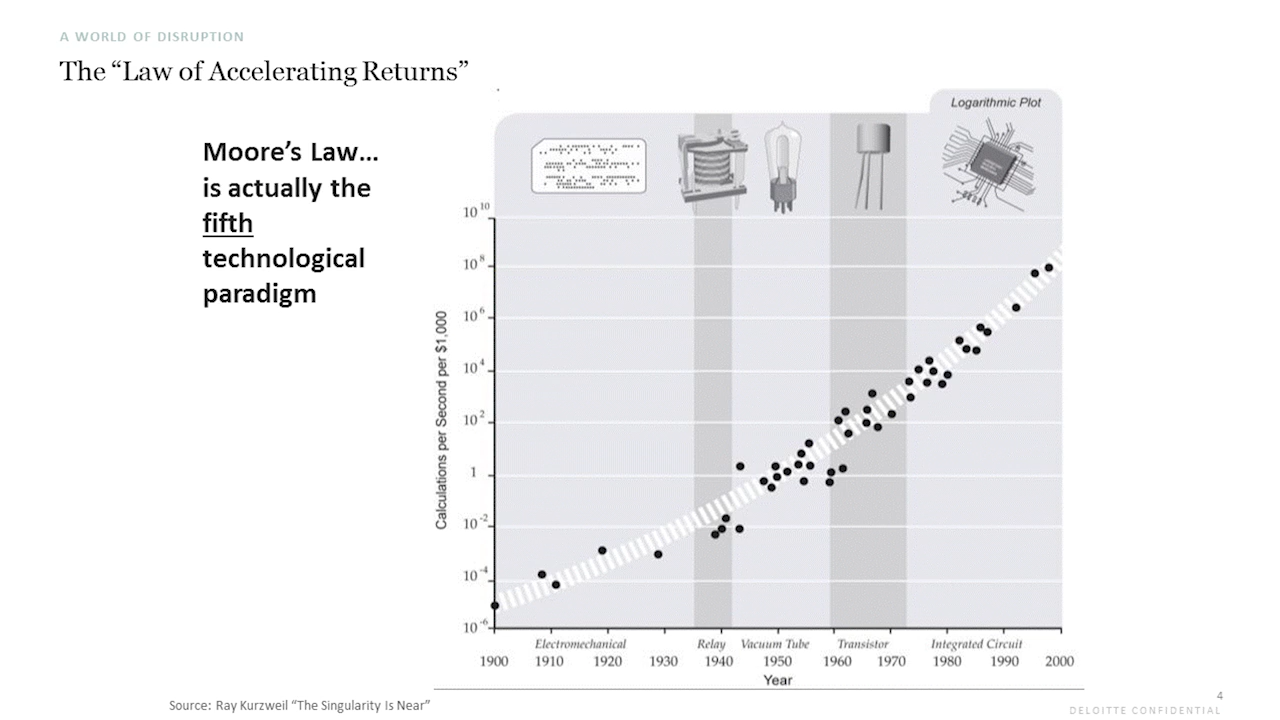 A WORLD OF DISRUPTION
The “Law of Accelerating Returns”
Moore’s Law…
is actually the
fifth
technological
paradigm
Logarithmic Plot
Calculations per Second per $1,000
10^10
10^8
10^6
10^4
10^2
1
10^-2
10^-4
10^-6
Electromechanical Relay Vacuum Tube Transistor Integrated Circuit
1900 1910 1920 1930 1940 1950 1960 1970 1980 1990 2000
Year
Source: Ray Kurzweil “The Singularity Is Near”
4
DELOITTE CONFIDENTIAL